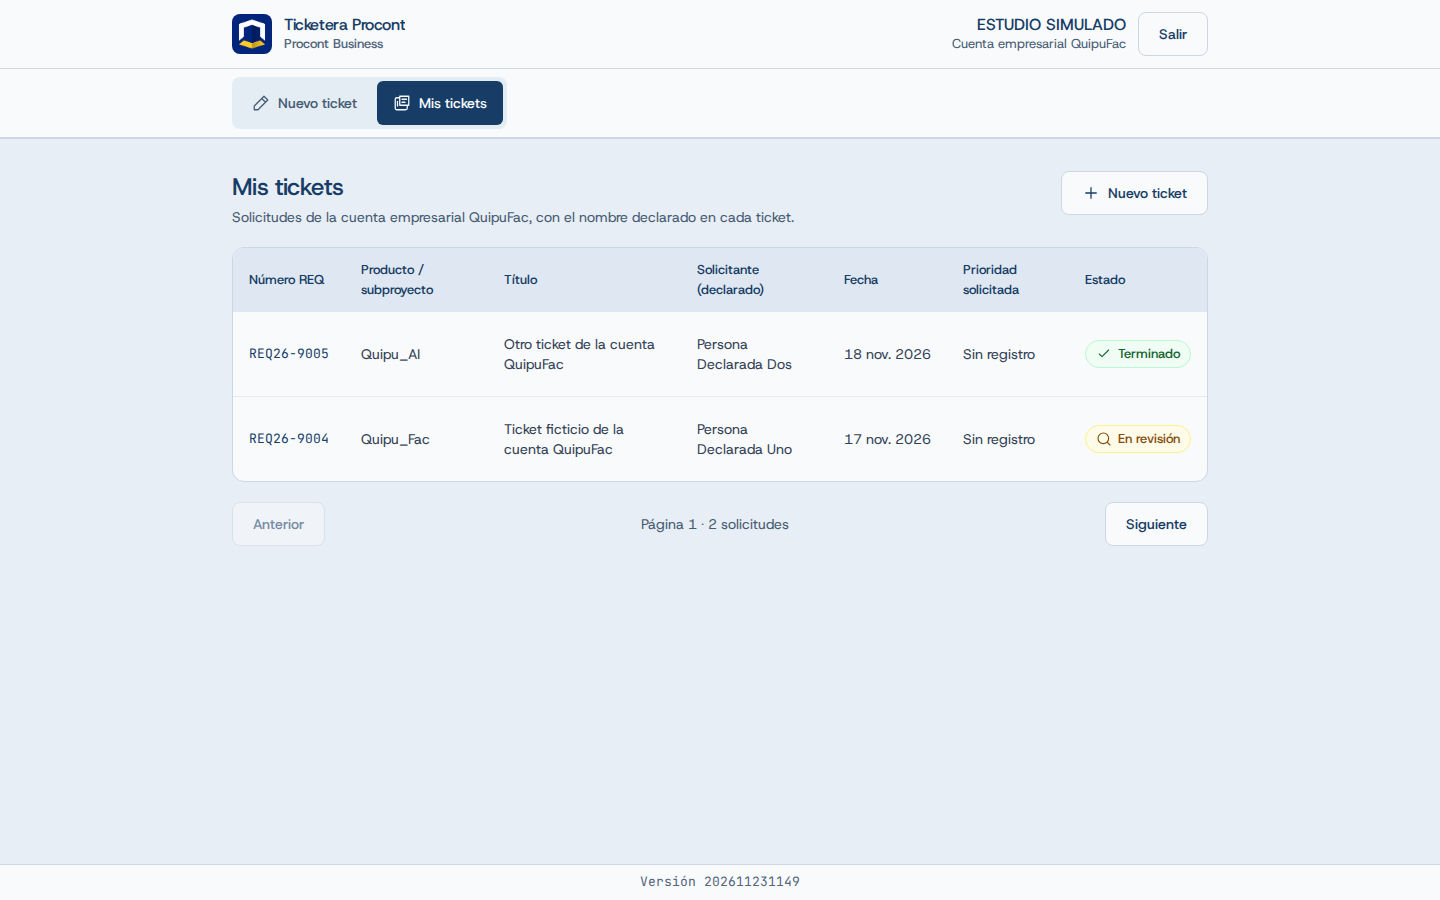 Ticketera Procont
Procont Business
ESTUDIO SIMULADO
Cuenta empresarial QuipuFac
Salir
Nuevo ticket
Mis tickets
Mis tickets
Solicitudes de la cuenta empresarial QuipuFac, con el nombre declarado en cada ticket.
Nuevo ticket
Número REQ
Producto /
subproyecto
Título
Solicitante
(declarado)
Fecha
Prioridad
solicitada
Estado
REQ26-9005
Quipu_AI
Otro ticket de la cuenta
QuipuFac
Persona
Declarada Dos
18 nov. 2026
Sin registro
Terminado
REQ26-9004
Quipu_Fac
Ticket ficticio de la
cuenta QuipuFac
Persona
Declarada Uno
17 nov. 2026
Sin registro
En revisión
Anterior
Página 1 · 2 solicitudes
Siguiente
Versión 202611231149